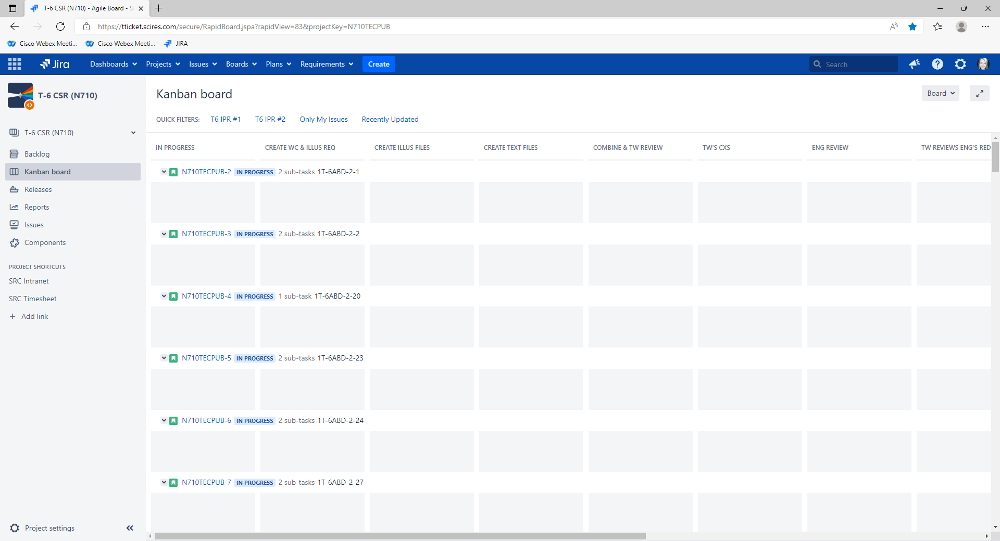 T-6 CSR (N710) - Agile Board - S
https://tticket.scires.com/secure/RapidBoard.jspa?rapidView=83&projectKey=N710TECPUB
Cisco Webex Meeti... Cisco Webex Meeti... JIRA
Jira Dashboards Projects Issues Boards Plans Requirements Create Search
T-6 CSR (N710)
T-6 CSR (N710)
Backlog
Kanban board
Releases
Reports
Issues
Components
PROJECT SHORTCUTS
SRC Intranet
SRC Timesheet
+ Add link
Project settings
Kanban board
Board
QUICK FILTERS: T6 IPR #1 T6 IPR #2 Only My Issues Recently Updated
IN PROGRESS CREATE WC & ILLUS REQ CREATE ILLUS FILES CREATE TEXT FILES COMBINE & TW REVIEW TW'S CXS ENG REVIEW TW REVIEWS ENG'S RED
N710TECPUB-2 IN PROGRESS 2 sub-tasks 1T-6ABD-2-1
N710TECPUB-3 IN PROGRESS 2 sub-tasks 1T-6ABD-2-2
N710TECPUB-4 IN PROGRESS 1 sub-task 1T-6ABD-2-20
N710TECPUB-5 IN PROGRESS 2 sub-tasks 1T-6ABD-2-23
N710TECPUB-6 IN PROGRESS 2 sub-tasks 1T-6ABD-2-24
N710TECPUB-7 IN PROGRESS 2 sub-tasks 1T-6ABD-2-27